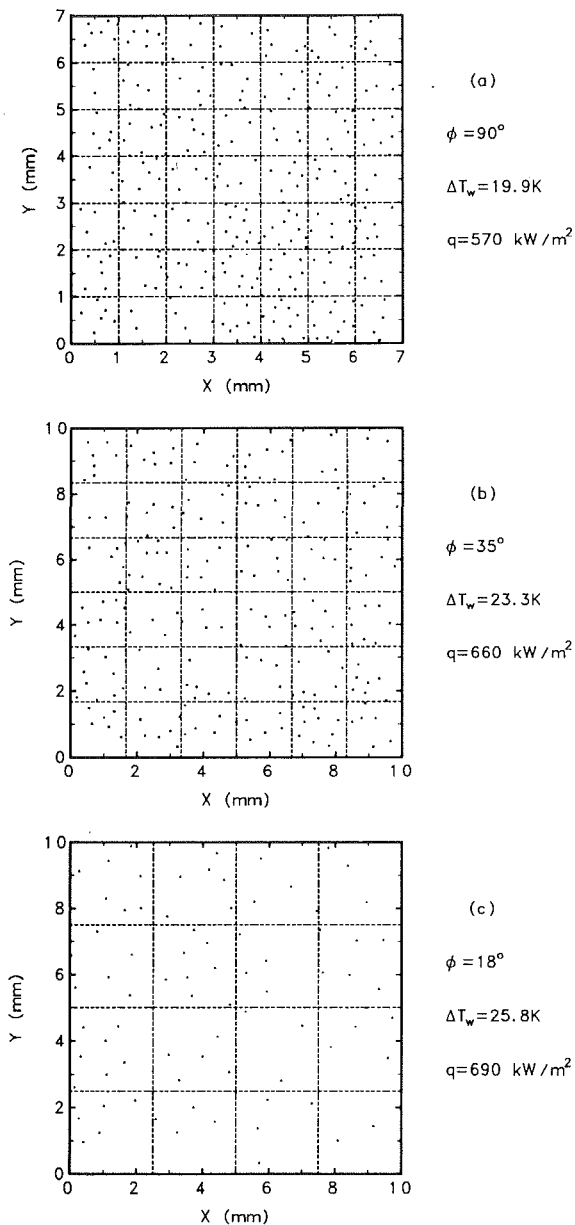 7
6
5
4
3
2
1
0
Y (mm)
0 1 2 3 4 5 6 7
X (mm)
(a)
ϕ =90°
ΔT_w=19.9K
q=570 kW/m²
10
8
6
4
2
0
Y (mm)
0 2 4 6 8 10
X (mm)
(b)
ϕ =35°
ΔT_w=23.3K
q=660 kW/m²
10
8
6
4
2
0
Y (mm)
0 2 4 6 8 10
X (mm)
(c)
ϕ =18°
ΔT_w=25.8K
q=690 kW/m²